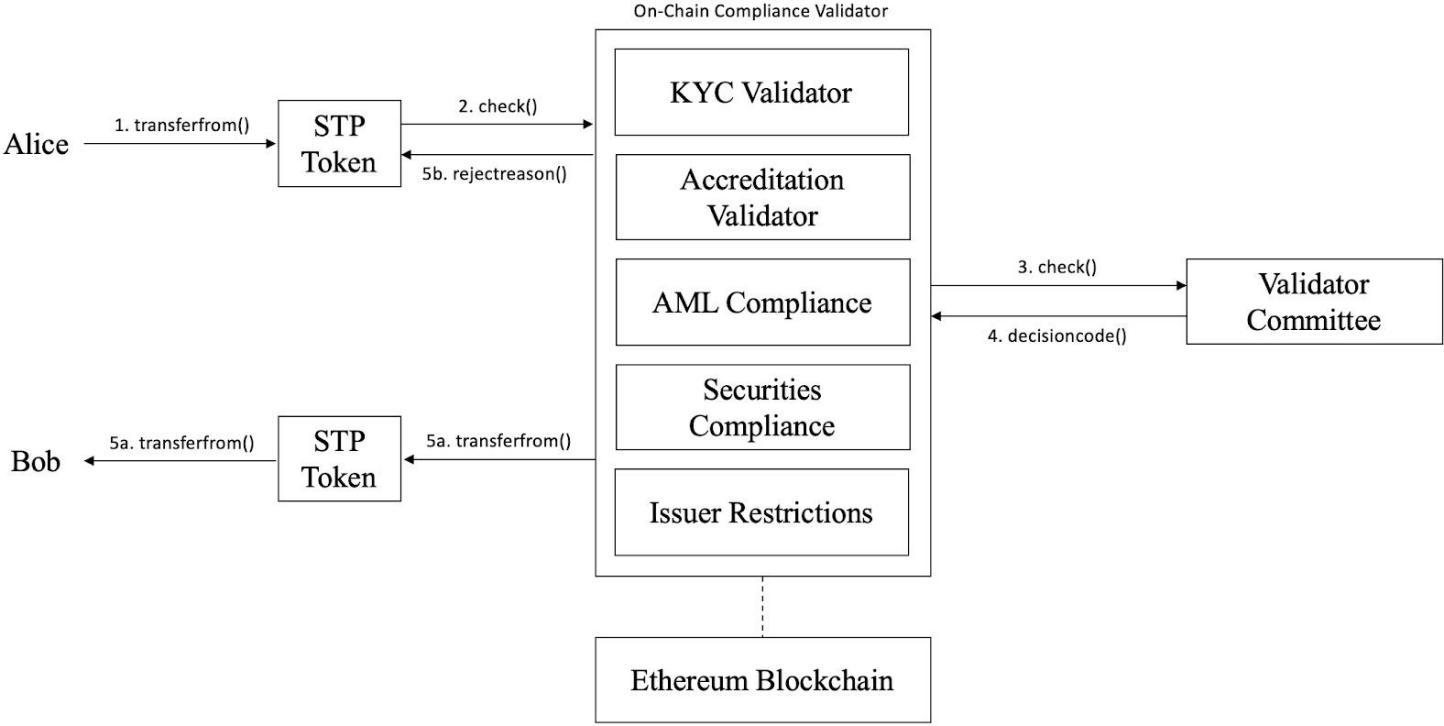 On-Chain Compliance Validator
KYC Validator
Alice
1. transferfrom()
STP
Token
2. check()
5b. rejectreason()
Accreditation
Validator
AML Compliance
3. check()
4. decisioncode()
Validator
Committee
Securities
Compliance
Bob
5a. transferfrom()
STP
Token
5a. transferfrom()
Issuer Restrictions
Ethereum Blockchain